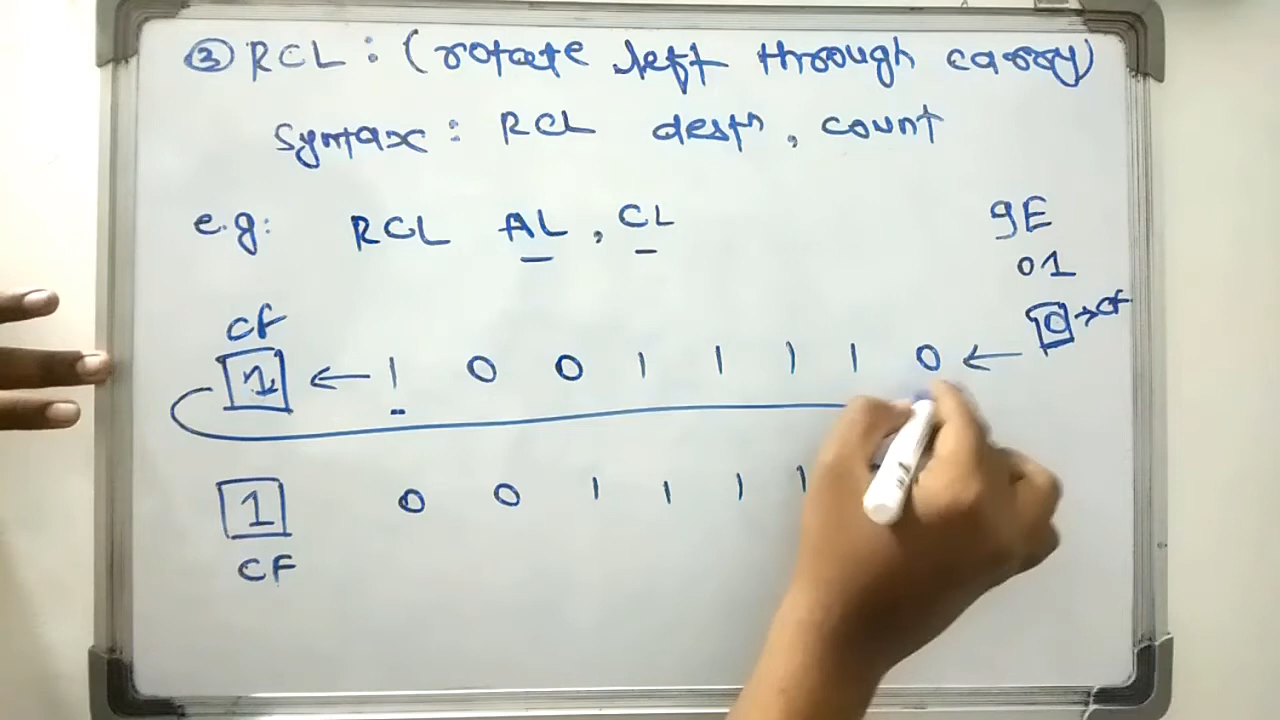 ③ RCL : (rotate left through carry)
Syntax : RCL destn, count
e.g: RCL AL, CL
9E
01
0 → CF
CF
1 ← 1 0 0 1 1 1 1 0 ←
1 0 0 1 1 1 1
CF